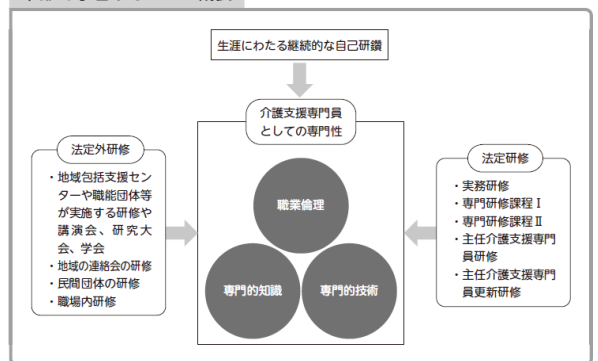 生涯にわたる継続的な自己研鑽
介護支援専門員
としての専門性
法定外研修
・地域包括支援セン
ターや職能団体等
が実施する研修や
講演会、研究大
会、学会
・地域の連絡会の研修
・民間団体の研修
・職場内研修
職業倫理
専門的知識
専門的技術
法定研修
・実務研修
・専門研修課程Ⅰ
・専門研修課程Ⅱ
・主任介護支援専門
員研修
・主任介護支援専門
員更新研修